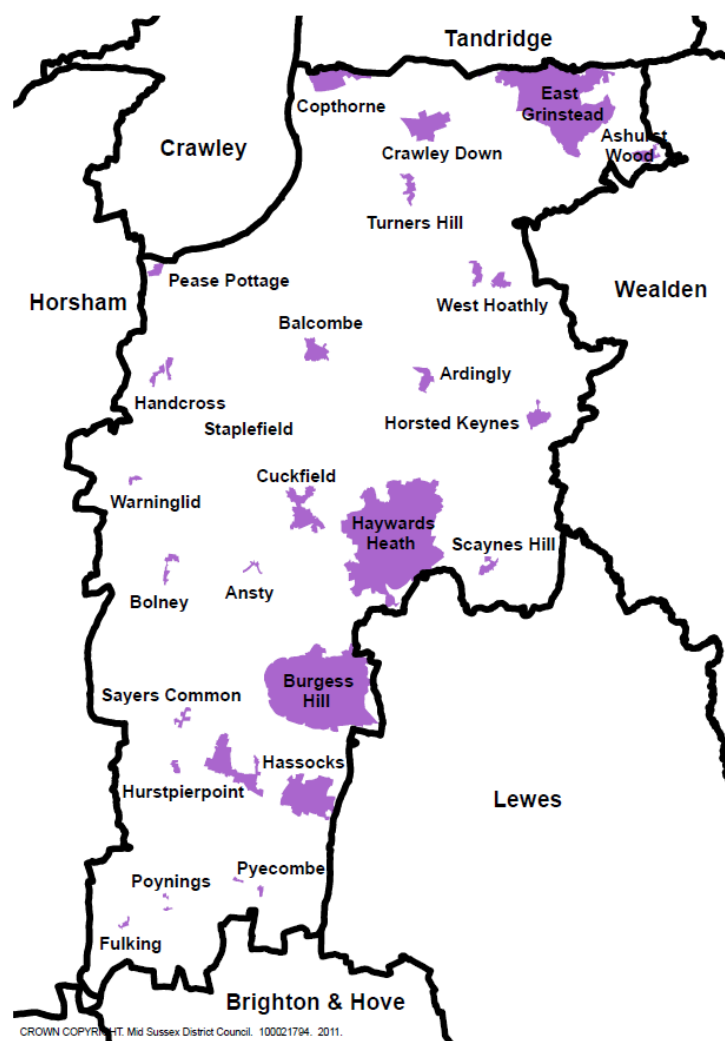 Tandridge
East
Grinstead
Copthorne
Ashurst
Wood
Crawley
Crawley Down
Turners Hill
Pease Pottage
Horsham
West Hoathly
Wealden
Balcombe
Ardingly
Handcross
Horsted Keynes
Staplefield
Cuckfield
Warninglid
Haywards
Heath
Scaynes Hill
Bolney
Ansty
Burgess
Hill
Sayers Common
Hassocks
Hurstpierpoint
Lewes
Pyecombe
Poynings
Fulking
Brighton & Hove
CROWN COPYRIGHT. Mid Sussex District Council. 100021794. 2011.